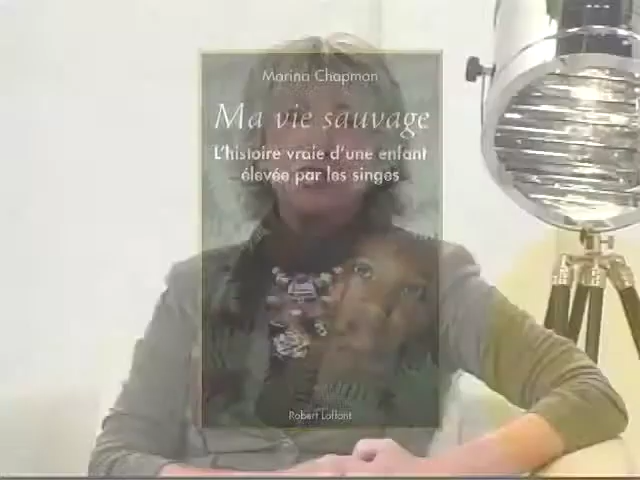 Marina Chapman
Ma vie sauvage
L'histoire vraie d'une enfant
élevée par les singes
Robert Laffont